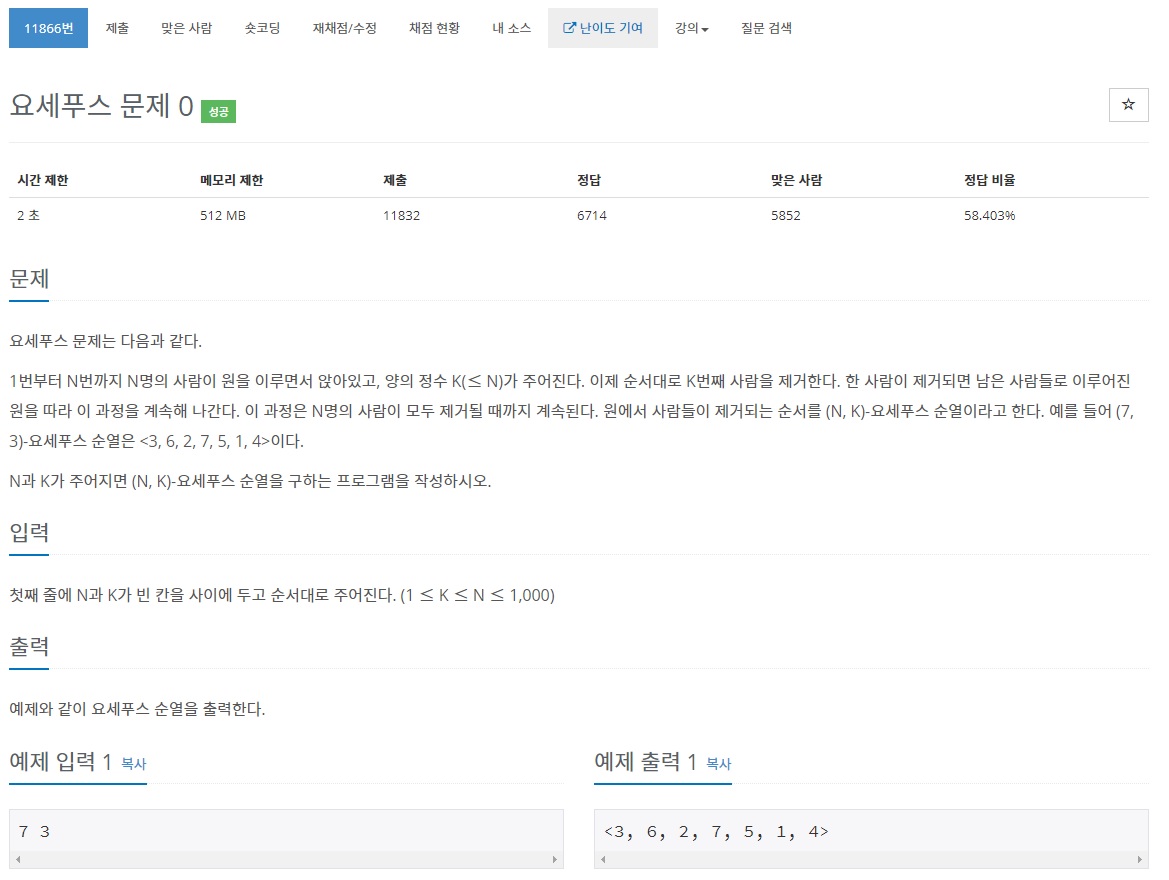 11866번 제출 맞은 사람 숏코딩 재채점/수정 채점 현황 내 소스 난이도 기여 강의 질문 검색
요세푸스 문제 0 성공
시간 제한 메모리 제한 제출 정답 맞은 사람 정답 비율
2 초 512 MB 11832 6714 5852 58.403%
문제
요세푸스 문제는 다음과 같다.
1번부터 N번까지 N명의 사람이 원을 이루면서 앉아있고, 양의 정수 K(≤ N)가 주어진다. 이제 순서대로 K번째 사람을 제거한다. 한 사람이 제거되면 남은 사람들로 이루어진
원을 따라 이 과정을 계속해 나간다. 이 과정은 N명의 사람이 모두 제거될 때까지 계속된다. 원에서 사람들이 제거되는 순서를 (N, K)-요세푸스 순열이라고 한다. 예를 들어 (7,
3)-요세푸스 순열은 <3, 6, 2, 7, 5, 1, 4>이다.
N과 K가 주어지면 (N, K)-요세푸스 순열을 구하는 프로그램을 작성하시오.
입력
첫째 줄에 N과 K가 빈 칸을 사이에 두고 순서대로 주어진다. (1 ≤ K ≤ N ≤ 1,000)
출력
예제와 같이 요세푸스 순열을 출력한다.
예제 입력 1 복사
7 3
예제 출력 1 복사
<3, 6, 2, 7, 5, 1, 4>